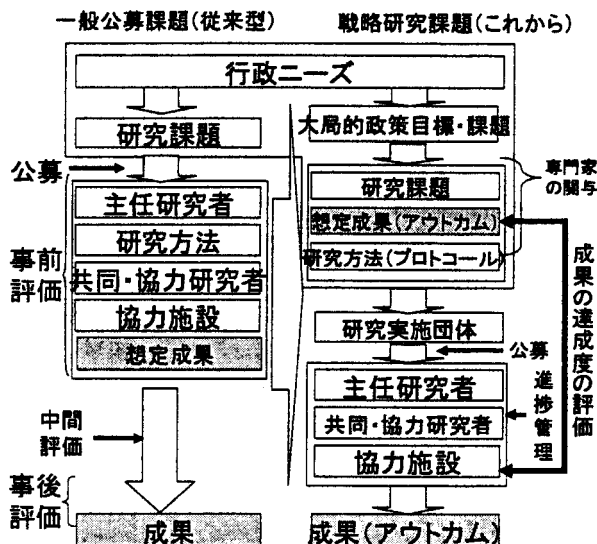 一般公募課題(従来型)
戦略研究課題(これから)
行政ニーズ
研究課題
公募
主任研究者
研究方法
共同・協力研究者
協力施設
想定成果
事前
評価
中間
評価
事後
評価
成果
大局的政策目標・課題
専門家
の関与
研究課題
想定成果(アウトカム)
研究方法(プロトコール)
研究実施団体
公募
主任研究者
共同・協力研究者
協力施設
進捗管理
成果の達成度の評価
成果(アウトカム)